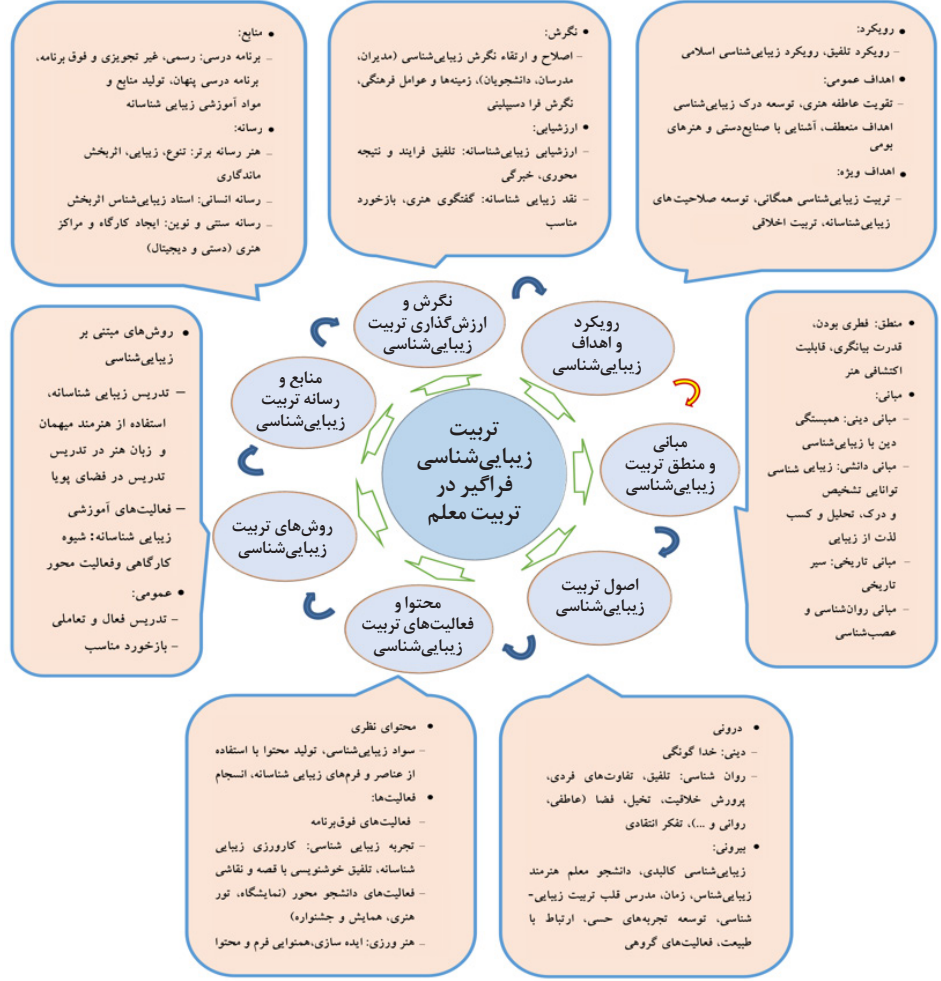 • رویکرد:
- رویکرد تلفیق، رویکرد زیبایی‌شناسی اسلامی
• اهداف عمومی:
- تقویت عاطفه هنری، توسعه درک زیبایی‌شناسی
اهداف منعطف، آشنایی با صنایع‌دستی و هنرهای
بومی
• اهداف ویژه:
- تربیت زیبایی‌شناسی همگانی، توسعه صلاحیت‌های
زیبایی‌شناسانه، تربیت اخلاقی
• نگرش:
- اصلاح و ارتقاء نگرش زیبایی‌شناسی (مدیران،
مدرسان، دانشجویان)، زمینه‌ها و عوامل فرهنگی،
نگرش فرا دسیپلینی
• ارزشیابی:
- ارزشیابی زیبایی‌شناسانه: تلفیق فرایند و نتیجه
محوری، خبرگی
- نقد زیبایی شناسانه: گفتگوی هنری، بازخورد
مناسب
• منابع:
- برنامه درسی: رسمی، غیر تجویزی و فوق برنامه،
برنامه درسی پنهان، تولید منابع و
مواد آموزشی زیبایی شناسانه
• رسانه:
- هنر رسانه برتر: تنوع، زیبایی، اثربخش
ماندگاری
- رسانه انسانی: استاد زیبایی‌شناس اثربخش
- رسانه سنتی و نوین: ایجاد کارگاه و مراکز
هنری (دستی و دیجیتال)
نگرش و
ارزش‌گذاری تربیت
زیبایی‌شناسی
رویکرد
و اهداف
زیبایی‌شناسی
مبانی
و منطق تربیت
زیبایی‌شناسی
اصول تربیت
زیبایی‌شناسی
محتوا و
فعالیت‌های تربیت
زیبایی‌شناسی
روش‌های تربیت
زیبایی‌شناسی
منابع و
رسانه تربیت
زیبایی‌شناسی
تربیت
زیبایی‌شناسی
فراگیر در
تربیت معلم
• منطق: فطری بودن،
قدرت بیانگری، قابلیت
اکتشافی هنر
• مبانی:
- مبانی دینی: همبستگی
دین با زیبایی‌شناسی
- مبانی دانشی: زیبایی شناسی
توانایی تشخیص
و درک، تحلیل و کسب
لذت از زیبایی
- مبانی تاریخی: سیر
تاریخی
- مبانی روان‌شناسی و
عصب‌شناسی
• روش‌های مبتنی بر
زیبایی‌شناسی
- تدریس زیبایی شناسانه،
استفاده از هنرمند میهمان
و زبان هنر در تدریس
تدریس در فضای پویا
- فعالیت‌های آموزشی
زیبایی شناسانه: شیوه
کارگاهی وفعالیت محور
• عمومی:
- تدریس فعال و تعاملی
- بازخورد مناسب
• درونی
- دینی: خدا گونگی
- روان شناسی: تلفیق، تفاوت‌های فردی،
پرورش خلاقیت، تخیل، فضا (عاطفی،
روانی و ...)، تفکر انتقادی
• بیرونی:
زیبایی‌شناسی کالبدی، دانشجو معلم هنرمند
زیبایی‌شناس، زمان، مدرس قلب تربیت زیبایی-
شناسی، توسعه تجربه‌های حسی، ارتباط با
طبیعت، فعالیت‌های گروهی
• محتوای نظری
- سواد زیبایی‌شناسی، تولید محتوا با استفاده
از عناصر و فرم‌های زیبایی شناسانه، انسجام
• فعالیت‌ها:
- فعالیت‌های فوق‌برنامه
- تجربه زیبایی شناسی: کارورزی زیبایی
شناسانه، تلفیق خوشنویسی با قصه و نقاشی
- فعالیت‌های دانشجو محور (نمایشگاه، تور
هنری، همایش و جشنواره)
- هنر ورزی: ایده سازی،همنوایی فرم و محتوا